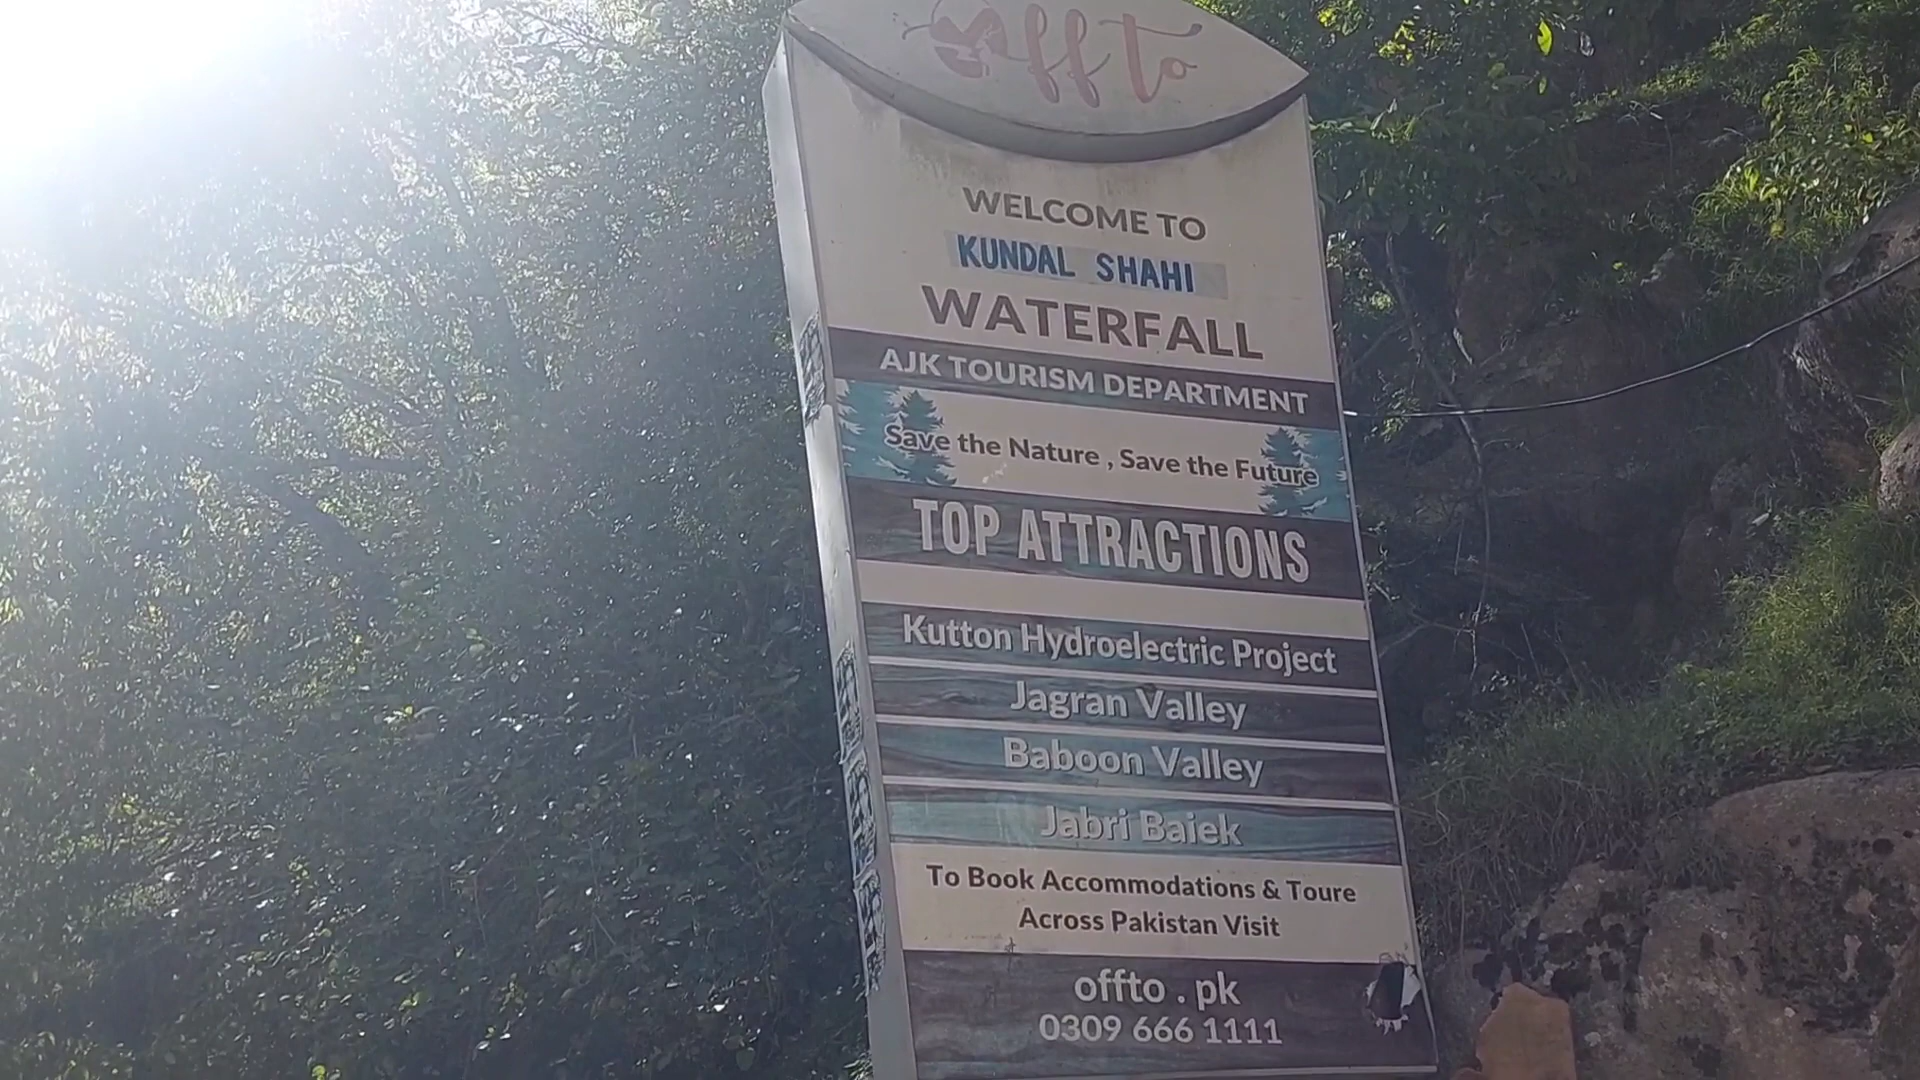 off to
WELCOME TO
KUNDAL SHAHI
WATERFALL
AJK TOURISM DEPARTMENT
Save the Nature , Save the Future
TOP ATTRACTIONS
Kutton Hydroelectric Project
Jagran Valley
Baboon Valley
Jabri Baiek
To Book Accommodations & Toure
Across Pakistan Visit
offto . pk
0309 666 1111